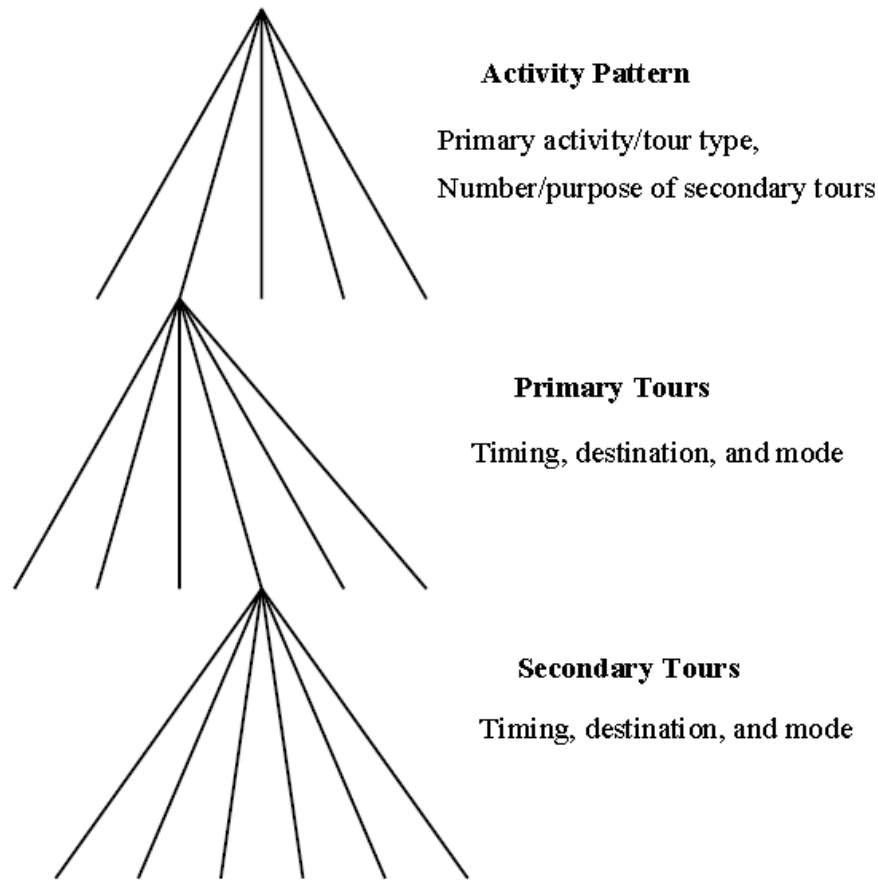 Activity Pattern
Primary activity/tour type,
Number/purpose of secondary tours
Primary Tours
Timing, destination, and mode
Secondary Tours
Timing, destination, and mode